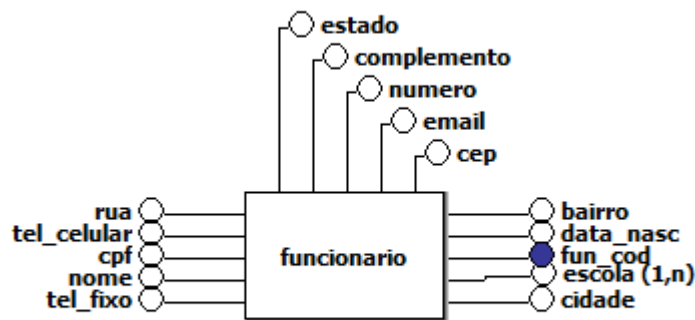 estado
complemento
numero
email
cep
rua
bairro
tel_celular
data_nasc
cpf
funcionario
fun_cod
nome
escola (1,n)
tel_fixo
cidade